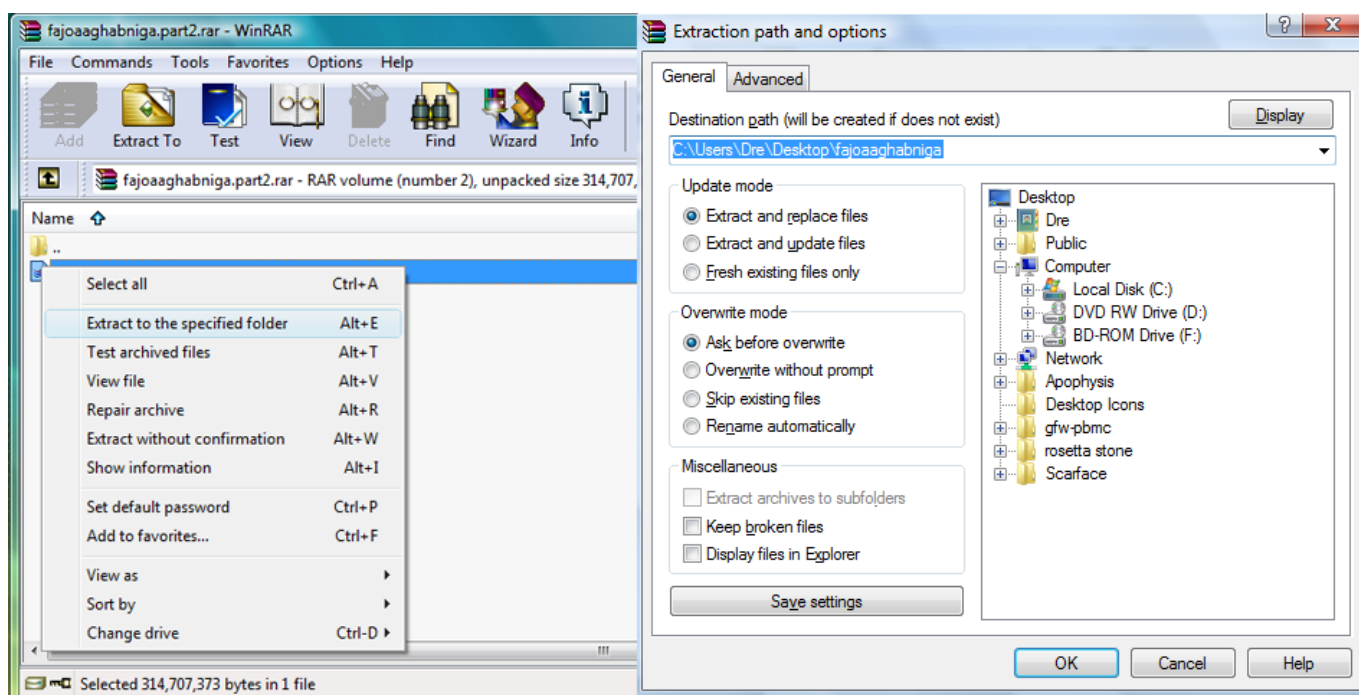 fajoaaghabniga.part2.rar - WinRAR
File Commands Tools Favorites Options Help
Add Extract To Test View Delete Find Wizard Info
fajoaaghabniga.part2.rar - RAR volume (number 2), unpacked size 314,707,
Name
..
Select all Ctrl+A
Extract to the specified folder Alt+E
Test archived files Alt+T
View file Alt+V
Repair archive Alt+R
Extract without confirmation Alt+W
Show information Alt+I
Set default password Ctrl+P
Add to favorites... Ctrl+F
View as
Sort by
Change drive Ctrl-D
Selected 314,707,373 bytes in 1 file
Extraction path and options
General Advanced
Destination path (will be created if does not exist)
Display
C:\Users\Dre\Desktop\fajoaaghabniga
Update mode
Extract and replace files
Extract and update files
Fresh existing files only
Overwrite mode
Ask before overwrite
Overwrite without prompt
Skip existing files
Rename automatically
Miscellaneous
Extract archives to subfolders
Keep broken files
Display files in Explorer
Save settings
Desktop
Dre
Public
Computer
Local Disk (C:)
DVD RW Drive (D:)
BD-ROM Drive (F:)
Network
Apophysis
Desktop Icons
gfw-pbmc
rosetta stone
Scarface
OK Cancel Help